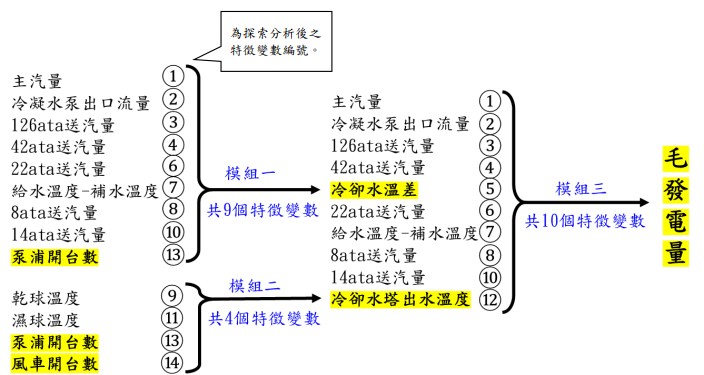 為探索分析後之
特徵變數編號。
主汽量 ①
冷凝水泵出口流量 ②
126ata送汽量 ③
42ata送汽量 ④
22ata送汽量 ⑥
給水溫度-補水溫度 ⑦
8ata送汽量 ⑧
14ata送汽量 ⑩
泵浦開台數 ⑬
模組一
共9個特徵變數
乾球溫度 ⑨
濕球溫度 ⑪
泵浦開台數 ⑬
風車開台數 ⑭
模組二
共4個特徵變數
主汽量 ①
冷凝水泵出口流量 ②
126ata送汽量 ③
42ata送汽量 ④
冷卻水溫差 ⑤
22ata送汽量 ⑥
給水溫度-補水溫度 ⑦
8ata送汽量 ⑧
14ata送汽量 ⑩
冷卻水塔出水溫度 ⑫
模組三
共10個特徵變數
毛發電量